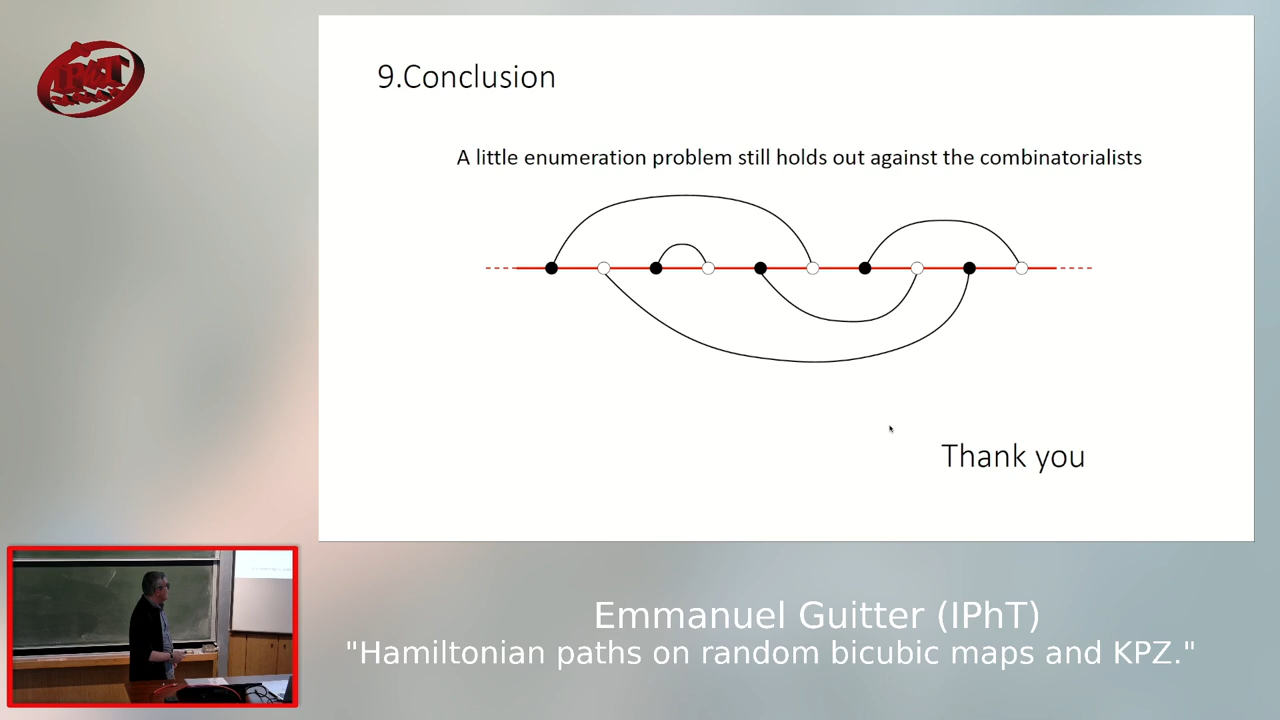 IPhT
9.Conclusion
A little enumeration problem still holds out against the combinatorialists
Thank you
Emmanuel Guitter (IPhT)
"Hamiltonian paths on random bicubic maps and KPZ."